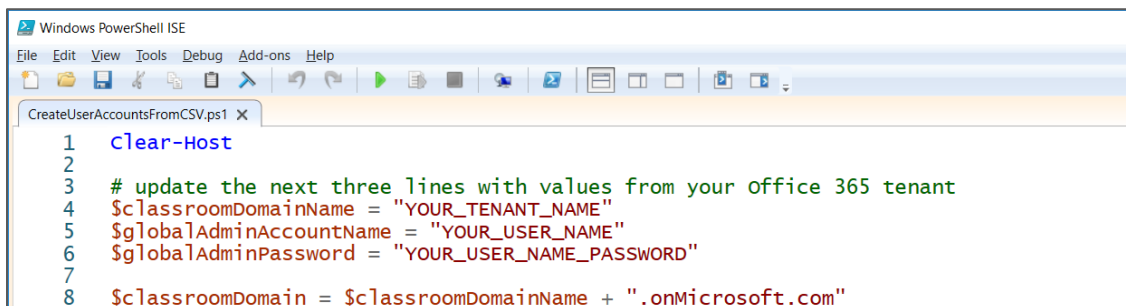 Windows PowerShell ISE
File Edit View Tools Debug Add-ons Help
CreateUserAccountsFromCSV.ps1 X
1 Clear-Host
2
3 # update the next three lines with values from your Office 365 tenant
4 $classroomDomainName = "YOUR_TENANT_NAME"
5 $globalAdminAccountName = "YOUR_USER_NAME"
6 $globalAdminPassword = "YOUR_USER_NAME_PASSWORD"
7
8 $classroomDomain = $classroomDomainName + ".onMicrosoft.com"